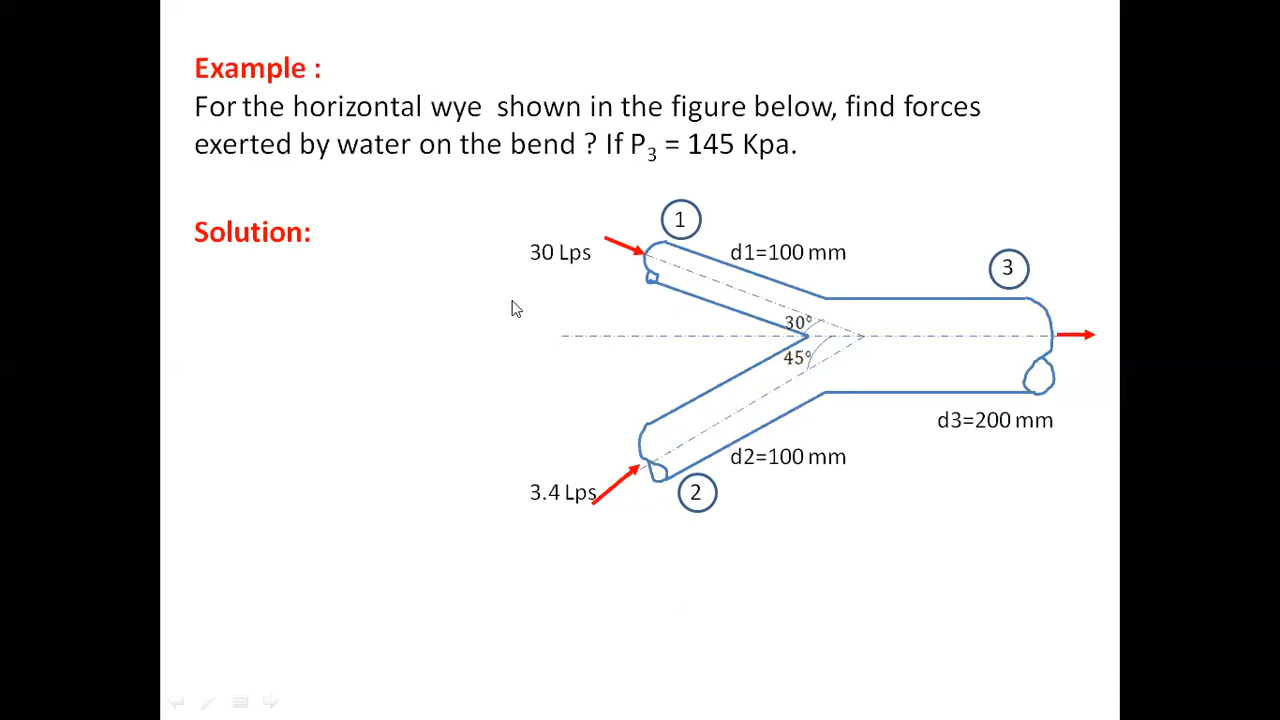 Example :
For the horizontal wye shown in the figure below, find forces
exerted by water on the bend ? If P₃ = 145 Kpa.
Solution:
1
30 Lps
d1=100 mm
3
30°
45°
d3=200 mm
d2=100 mm
3.4 Lps
2